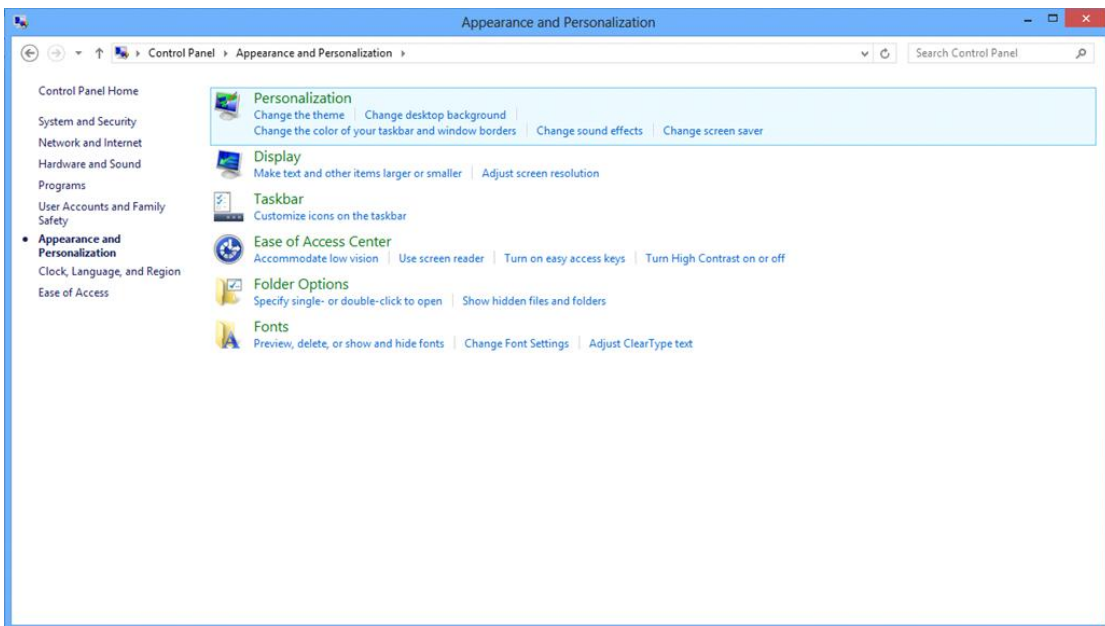 Appearance and Personalization
Control Panel Appearance and Personalization
Search Control Panel
Control Panel Home
System and Security
Network and Internet
Hardware and Sound
Programs
User Accounts and Family
Safety
Appearance and
Personalization
Clock, Language, and Region
Ease of Access
Personalization
Change the theme Change desktop background
Change the color of your taskbar and window borders Change sound effects Change screen saver
Display
Make text and other items larger or smaller Adjust screen resolution
Taskbar
Customize icons on the taskbar
Ease of Access Center
Accommodate low vision Use screen reader Turn on easy access keys Turn High Contrast on or off
Folder Options
Specify single- or double-click to open Show hidden files and folders
Fonts
Preview, delete, or show and hide fonts Change Font Settings Adjust ClearType text